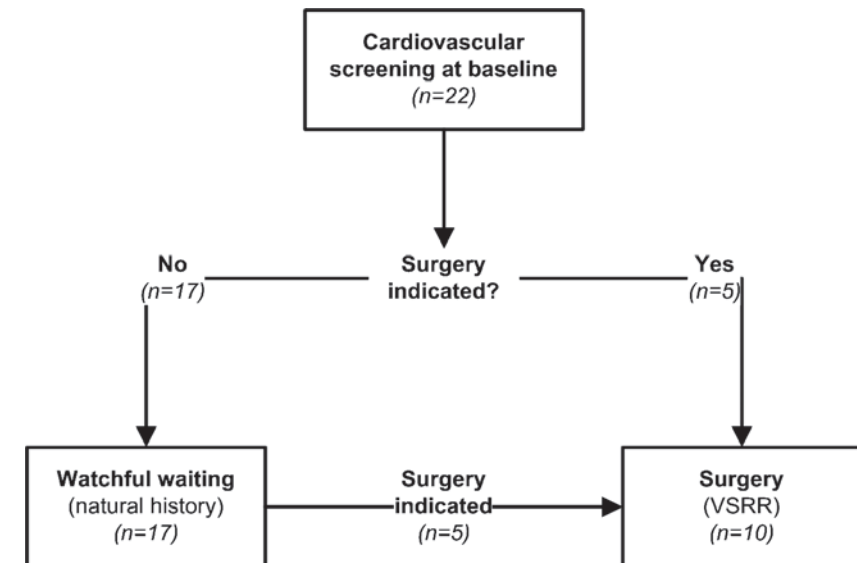 Cardiovascular
screening at baseline
(n=22)
No
(n=17)
Surgery
indicated?
Yes
(n=5)
Watchful waiting
(natural history)
(n=17)
Surgery
indicated
(n=5)
Surgery
(VSRR)
(n=10)